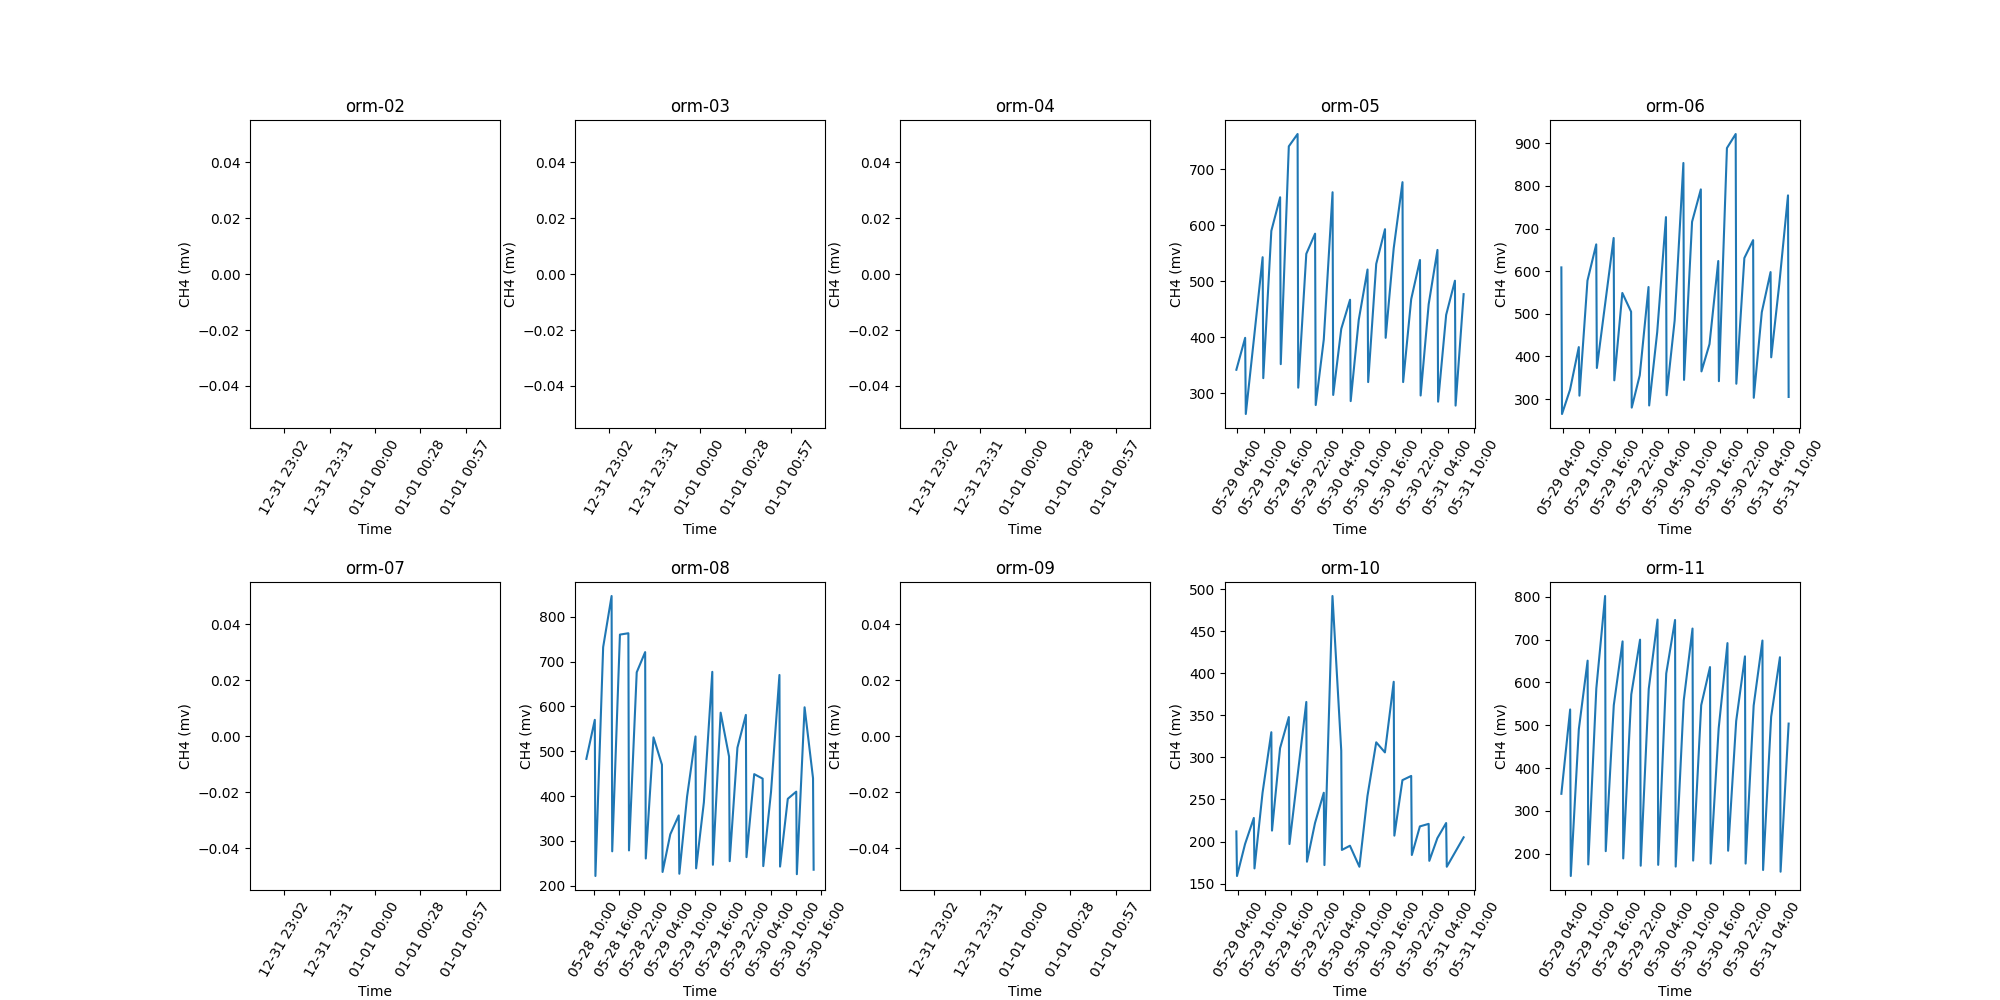 orm-02 orm-03 orm-04 orm-05 orm-06
CH4 (mv)
0.04
0.02
0.00
−0.02
−0.04
12-31 23:02 12-31 23:31 01-01 00:00 01-01 00:28 01-01 00:57
Time
CH4 (mv)
0.04
0.02
0.00
−0.02
−0.04
12-31 23:02 12-31 23:31 01-01 00:00 01-01 00:28 01-01 00:57
Time
CH4 (mv)
0.04
0.02
0.00
−0.02
−0.04
12-31 23:02 12-31 23:31 01-01 00:00 01-01 00:28 01-01 00:57
Time
CH4 (mv)
700
600
500
400
300
05-29 04:00 05-29 10:00 05-29 16:00 05-29 22:00 05-30 04:00 05-30 10:00 05-30 16:00 05-30 22:00 05-31 04:00 05-31 10:00
Time
CH4 (mv)
900
800
700
600
500
400
300
05-29 04:00 05-29 10:00 05-29 16:00 05-29 22:00 05-30 04:00 05-30 10:00 05-30 16:00 05-30 22:00 05-31 04:00 05-31 10:00
Time
orm-07 orm-08 orm-09 orm-10 orm-11
CH4 (mv)
0.04
0.02
0.00
−0.02
−0.04
12-31 23:02 12-31 23:31 01-01 00:00 01-01 00:28 01-01 00:57
Time
CH4 (mv)
800
700
600
500
400
300
200
05-28 10:00 05-28 16:00 05-28 22:00 05-29 04:00 05-29 10:00 05-29 16:00 05-29 22:00 05-30 04:00 05-30 10:00 05-30 16:00
Time
CH4 (mv)
0.04
0.02
0.00
−0.02
−0.04
12-31 23:02 12-31 23:31 01-01 00:00 01-01 00:28 01-01 00:57
Time
CH4 (mv)
500
450
400
350
300
250
200
150
05-29 04:00 05-29 10:00 05-29 16:00 05-29 22:00 05-30 04:00 05-30 10:00 05-30 16:00 05-30 22:00 05-31 04:00 05-31 10:00
Time
CH4 (mv)
800
700
600
500
400
300
200
05-29 04:00 05-29 10:00 05-29 16:00 05-29 22:00 05-30 04:00 05-30 10:00 05-30 16:00 05-30 22:00 05-31 04:00
Time